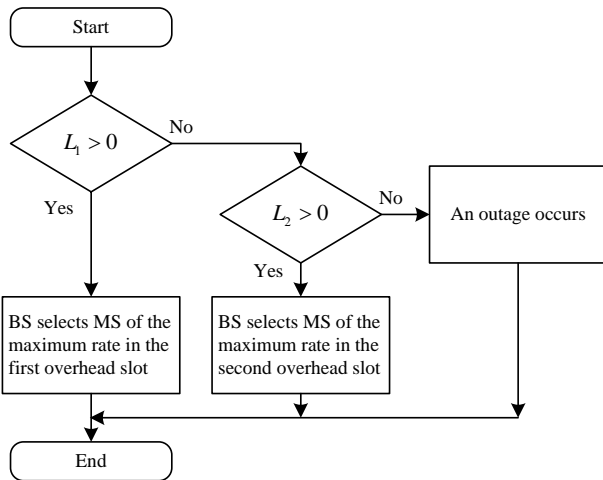 Start
L₁ > 0
No
Yes
L₂ > 0
No
An outage occurs
Yes
BS selects MS of the
maximum rate in the
first overhead slot
BS selects MS of the
maximum rate in the
second overhead slot
End